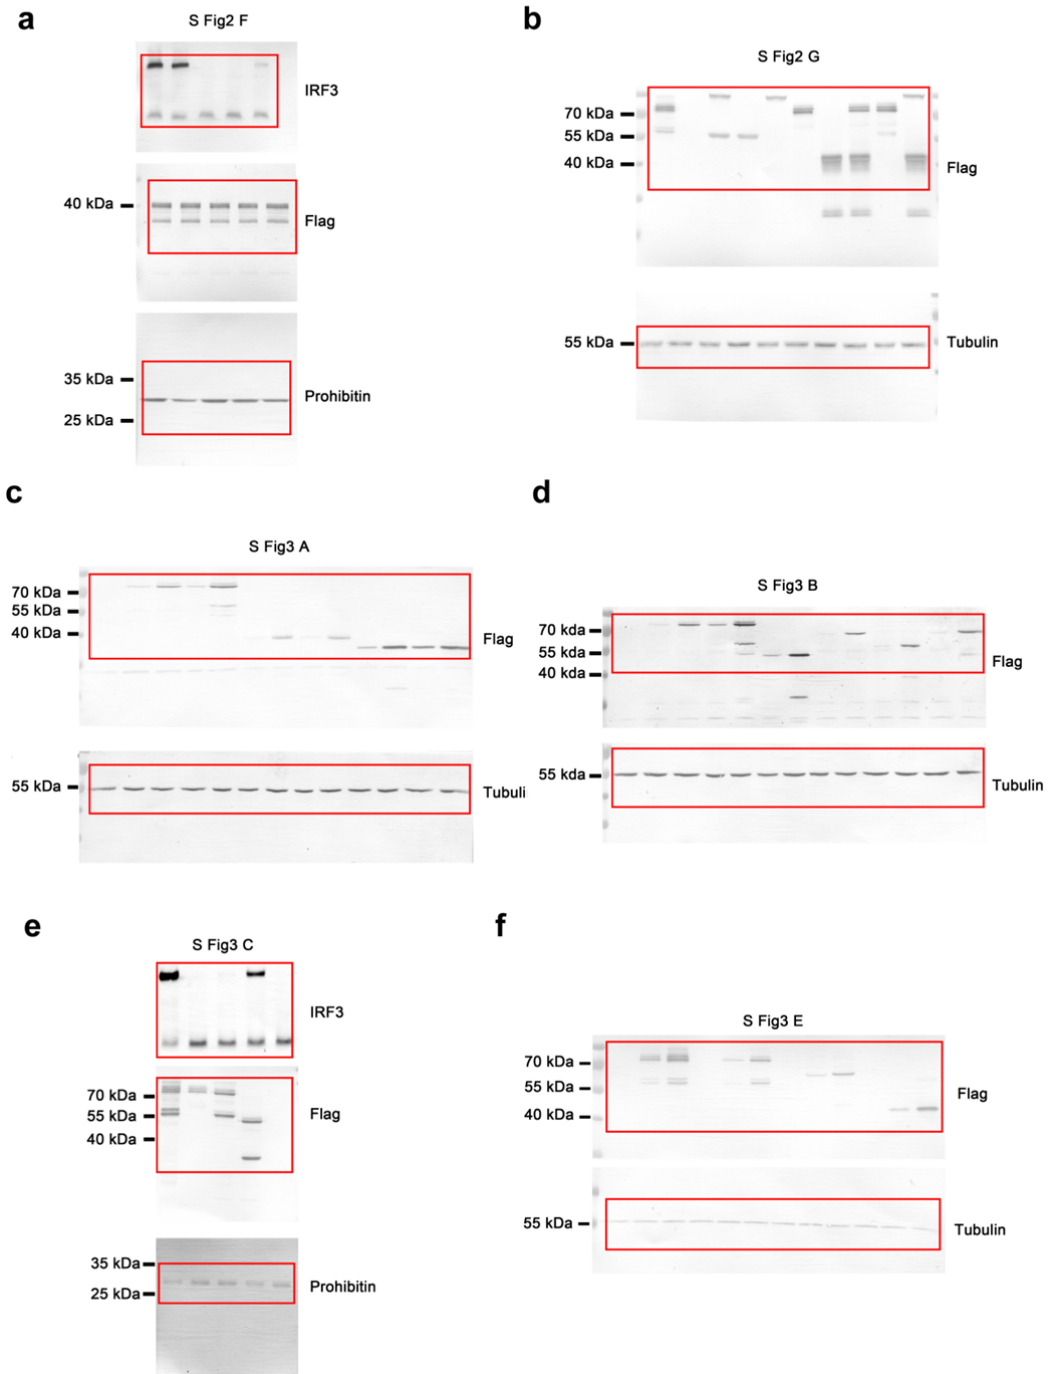 a
S Fig2 F
IRF3
40 kDa
Flag
35 kDa
Prohibitin
25 kDa
b
S Fig2 G
70 kDa
55 kDa
40 kDa
Flag
55 kDa
Tubulin
c
S Fig3 A
70 kDa
55 kDa
40 kDa
Flag
55 kDa
Tubuli
d
S Fig3 B
70 kda
55 kda
40 kda
Flag
55 kda
Tubulin
e
S Fig3 C
IRF3
70 kDa
55 kDa
40 kDa
Flag
35 kDa
25 kDa
Prohibitin
f
S Fig3 E
70 kDa
55 kDa
40 kDa
Flag
55 kDa
Tubulin